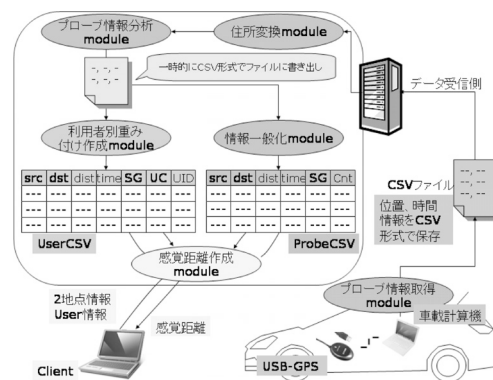 プローブ情報分析
module
住所変換module
一時的にCSV形式でファイルに書き出し
データ受信側
利用者別重み
付け作成module
情報一般化module
src dst dist time SG UC UID
src dst dist time SG Cnt
UserCSV
ProbeCSV
感覚距離作成
module
CSVファイル
位置、時間
情報をCSV
形式で保存
2地点情報
User情報
感覚距離
Client
プローブ情報取得
module
車載計算機
USB-GPS